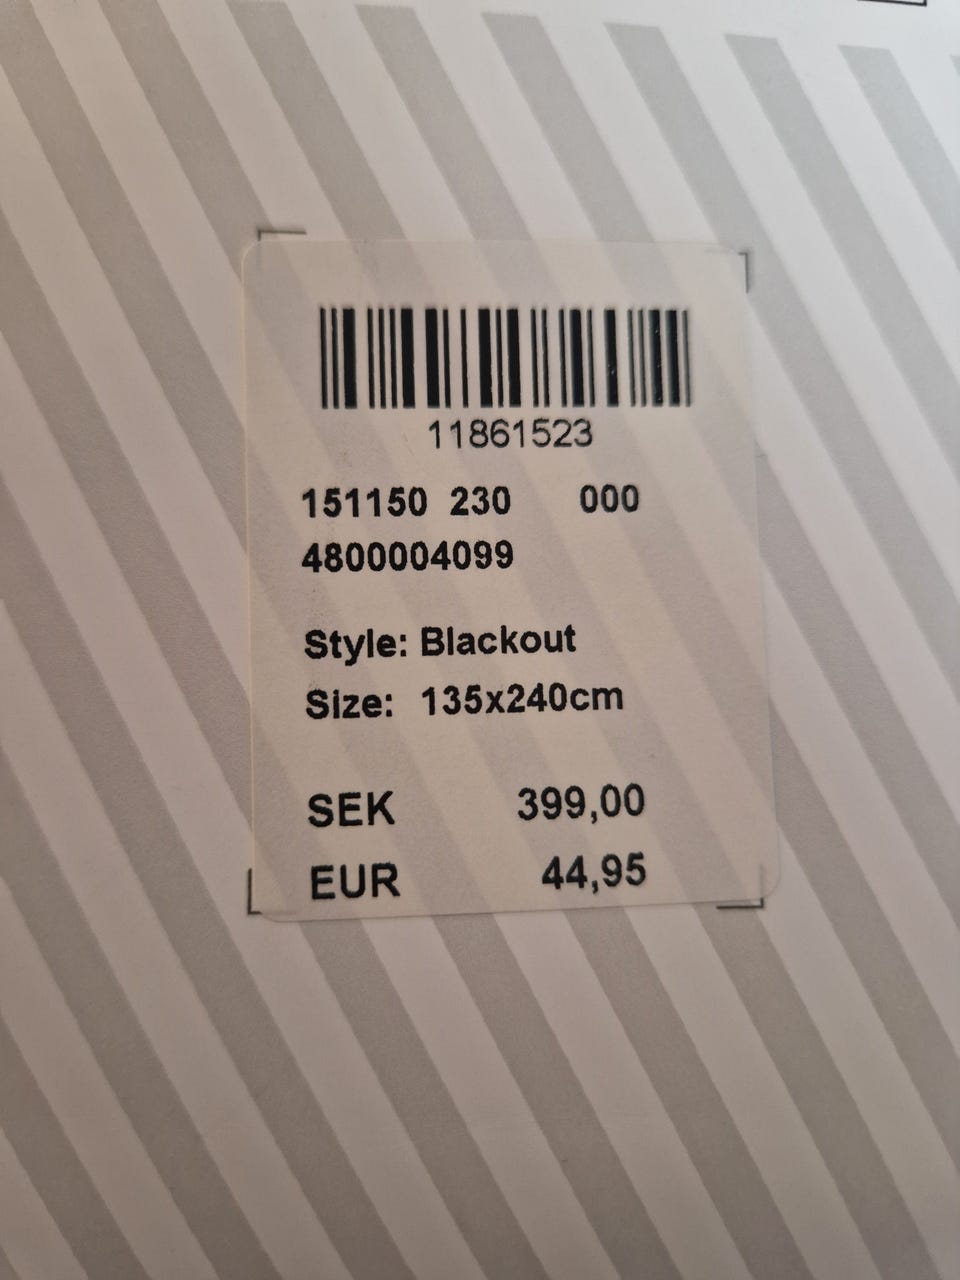 11861523
151150 230 000
4800004099
Style: Blackout
Size: 135x240cm
SEK 399,00
EUR 44,95